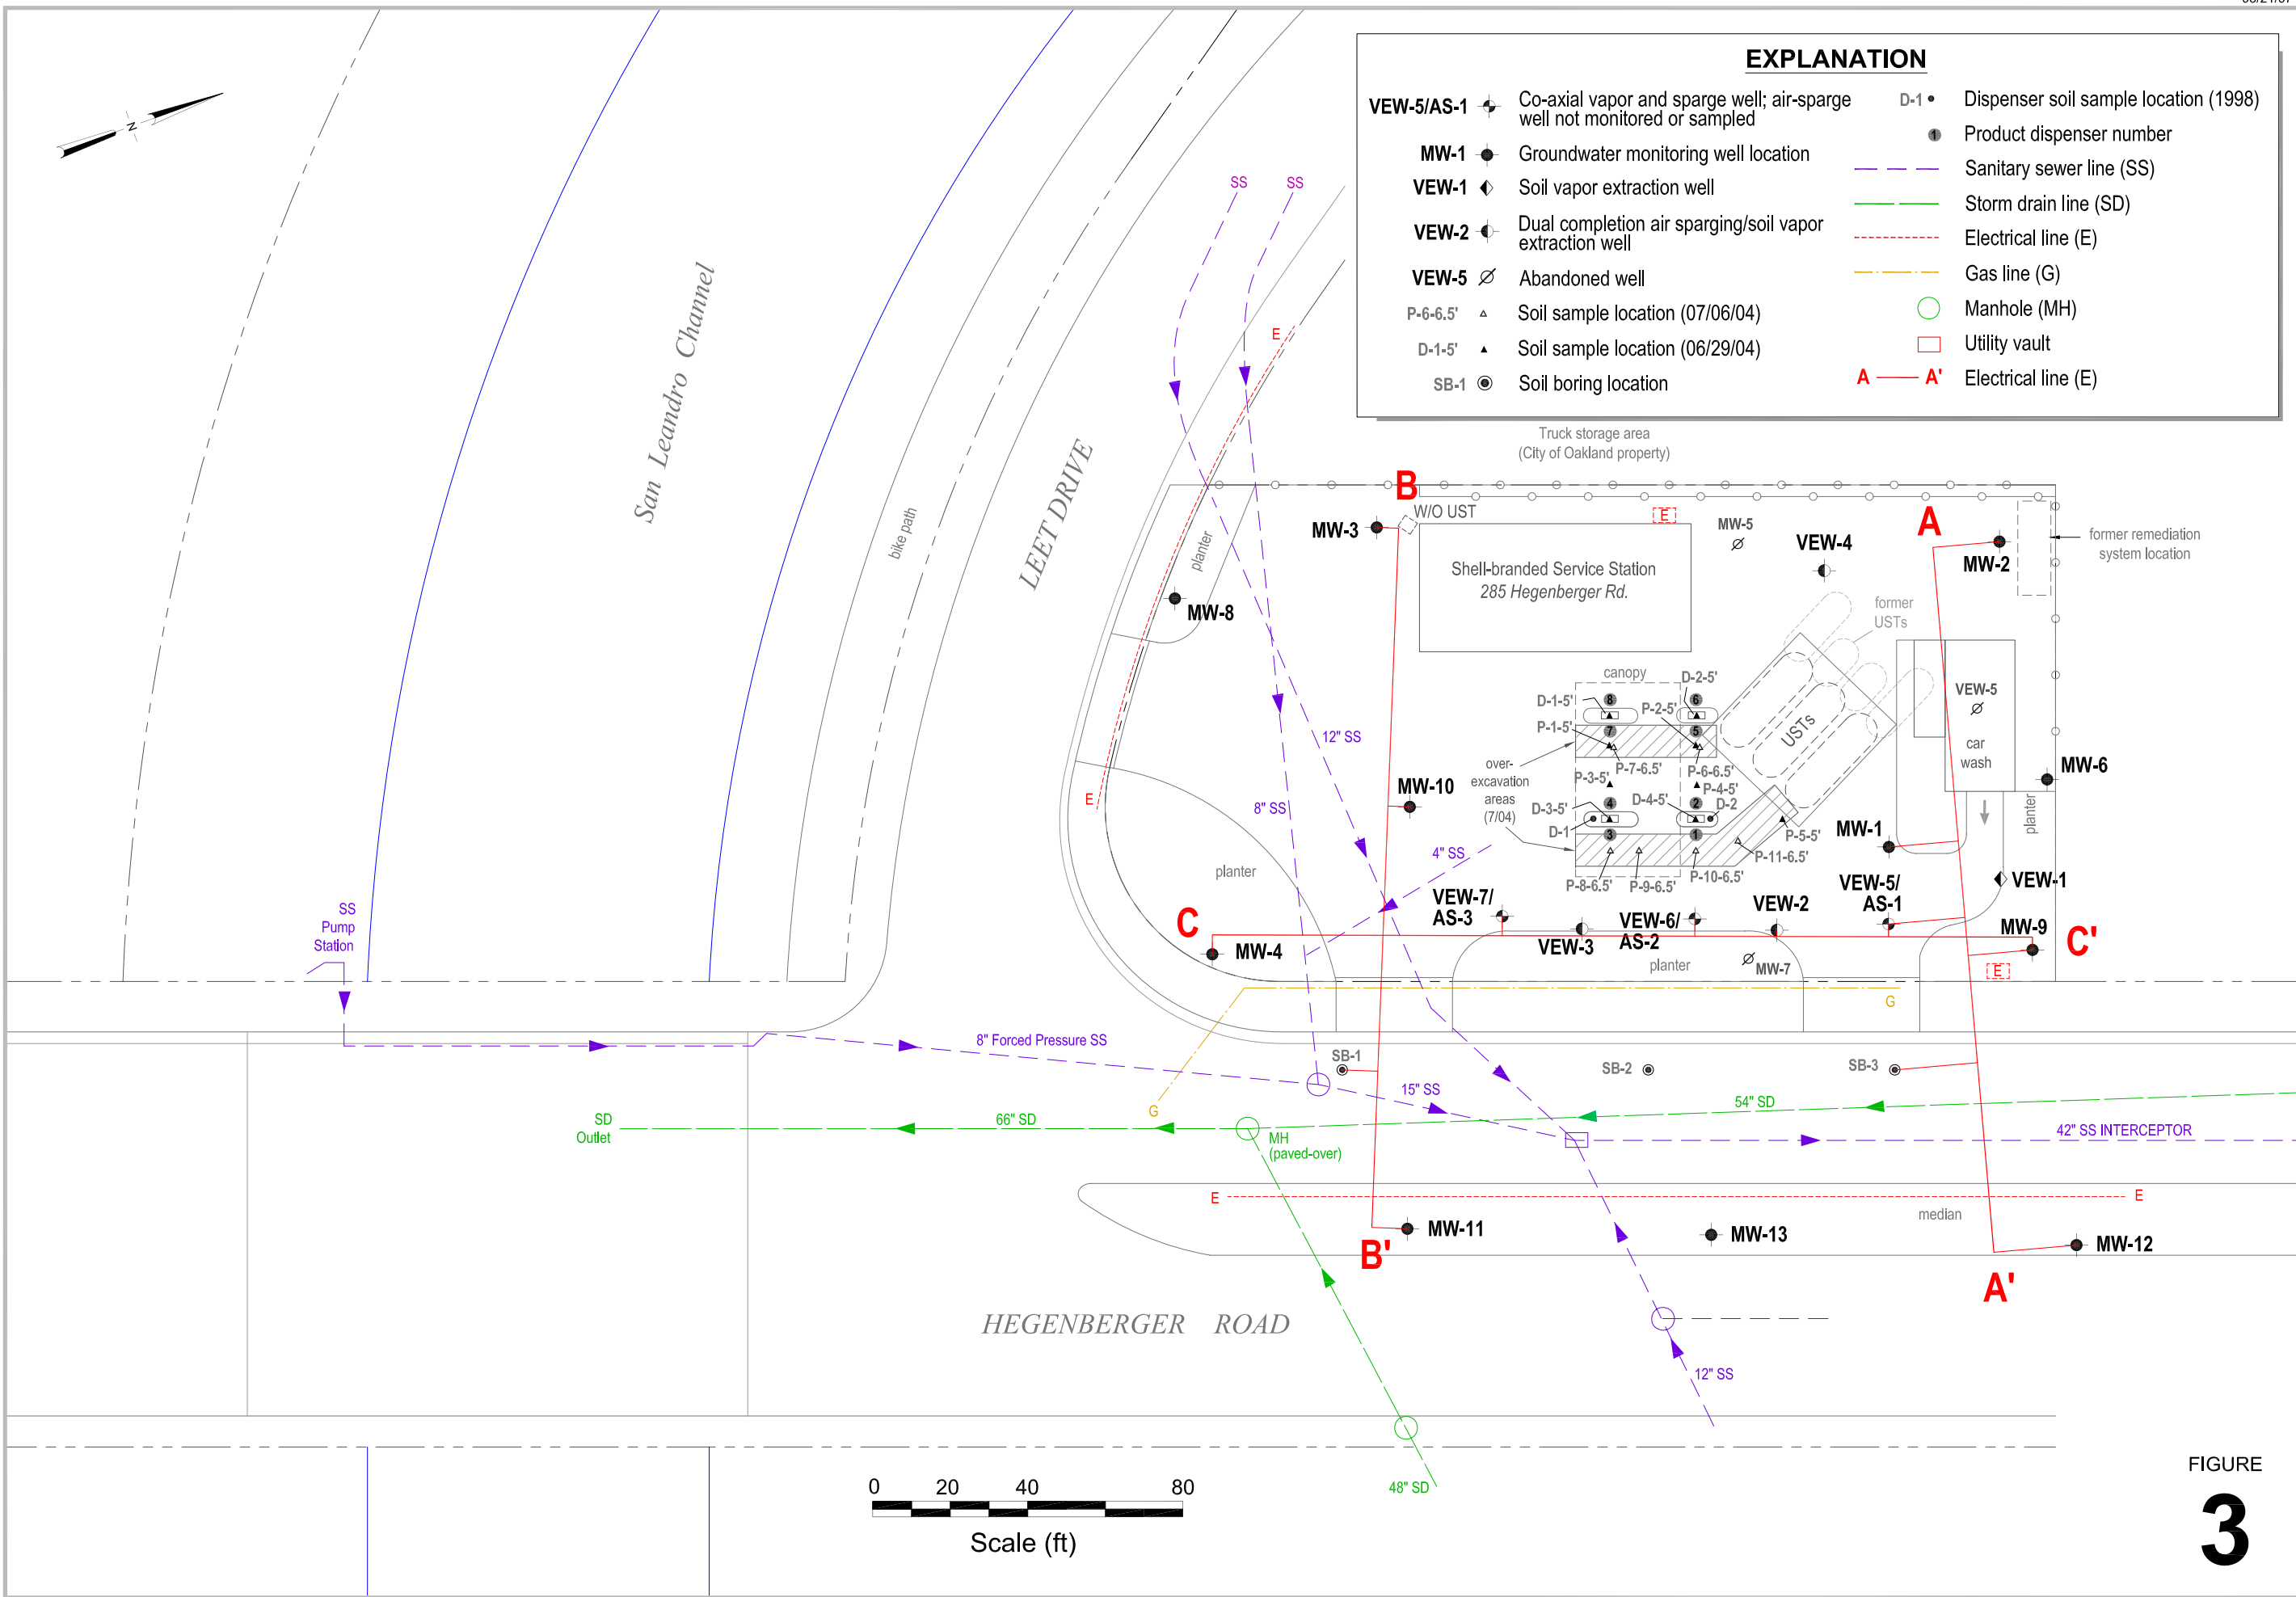 EXPLANATION
VEW-5/AS-1
Co-axial vapor and sparge well; air-sparge
well not monitored or sampled
MW-1
Groundwater monitoring well location
VEW-1
Soil vapor extraction well
VEW-2
Dual completion air sparging/soil vapor
extraction well
VEW-5
Abandoned well
P-6-6.5'
Soil sample location (07/06/04)
D-1-5'
Soil sample location (06/29/04)
SB-1
Soil boring location
D-1
Dispenser soil sample location (1998)
1
Product dispenser number
Sanitary sewer line (SS)
Storm drain line (SD)
Electrical line (E)
Gas line (G)
Manhole (MH)
Utility vault
A A'
Electrical line (E)
N
San Leandro Channel
bike path
LEET DRIVE
SS
SS
E
Truck storage area
(City of Oakland property)
B
W/O UST
MW-3
E
MW-5
VEW-4
A
MW-2
former remediation
system location
planter
MW-8
Shell-branded Service Station
285 Hegenberger Rd.
former
USTs
canopy
D-2-5'
D-1-5'
8
6
P-2-5'
P-1-5'
7
5
USTs
VEW-5
car
wash
12" SS
over-
excavation
areas
(7/04)
P-7-6.5'
P-6-6.5'
P-3-5'
P-4-5'
MW-6
E
MW-10
8" SS
D-3-5'
4
D-4-5'
2
D-2
D-1
3
1
P-5-5'
MW-1
planter
4" SS
P-11-6.5'
planter
P-8-6.5'
P-9-6.5'
P-10-6.5'
VEW-5/
AS-1
VEW-1
VEW-7/
AS-3
VEW-2
SS
Pump
Station
C
MW-4
VEW-3
VEW-6/
AS-2
MW-9
C'
planter
MW-7
E
G
8" Forced Pressure SS
SB-1
SB-2
SB-3
15" SS
G
54" SD
SD
Outlet
66" SD
MH
(paved-over)
42" SS INTERCEPTOR
E
E
median
MW-11
MW-13
MW-12
B'
A'
HEGENBERGER ROAD
12" SS
48" SD
0 20 40 80
Scale (ft)
FIGURE
3